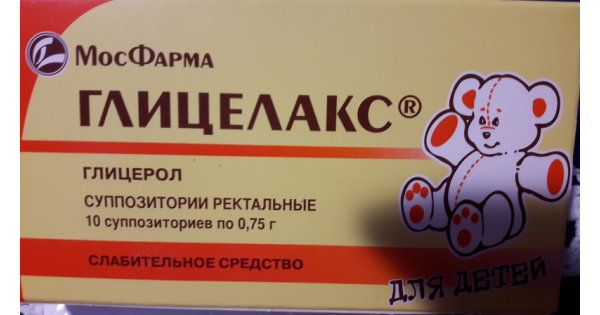 МОСФАРМА
ГЛИЦЕЛАКС®
ГЛИЦЕРОЛ
СУППОЗИТОРИИ РЕКТАЛЬНЫЕ
10 суппозиториев по 0,75 г
СЛАБИТЕЛЬНОЕ СРЕДСТВО
ДЛЯ ДЕТЕЙ